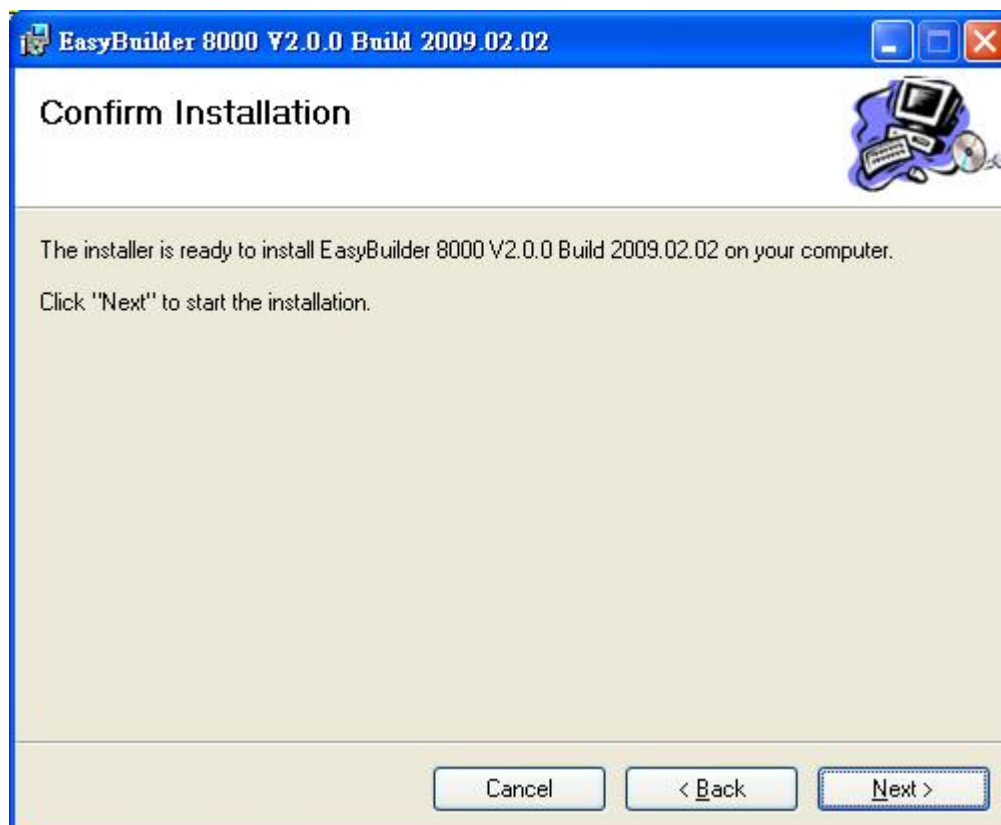 EasyBuilder 8000 V2.0.0 Build 2009.02.02
Confirm Installation
The installer is ready to install EasyBuilder 8000 V2.0.0 Build 2009.02.02 on your computer.
Click "Next" to start the installation.
Cancel
< Back
Next >